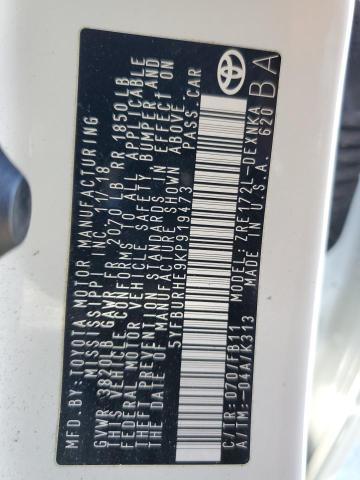 MFD. BY: TOYOTA MOTOR MANUFACTURING
MISSISSIPPI INC. 11/18
GVWR 3820LB GAWR FR 2070 LB RR 1850 LB
THIS VEHICLE CONFORMS TO ALL APPLICABLE
FEDERAL MOTOR VEHICLE SAFETY, BUMPER AND
THEFT PREVENTION STANDARDS IN EFFECT ON
THE DATE OF MANUFACTURE SHOWN ABOVE.
5YFBURHE9KP919473 PASS.CAR
C/TR: 070/FB11 ZRE172L-DEXNKA
A/TM: -04A/K313 MADE IN U.S.A. 620
BA